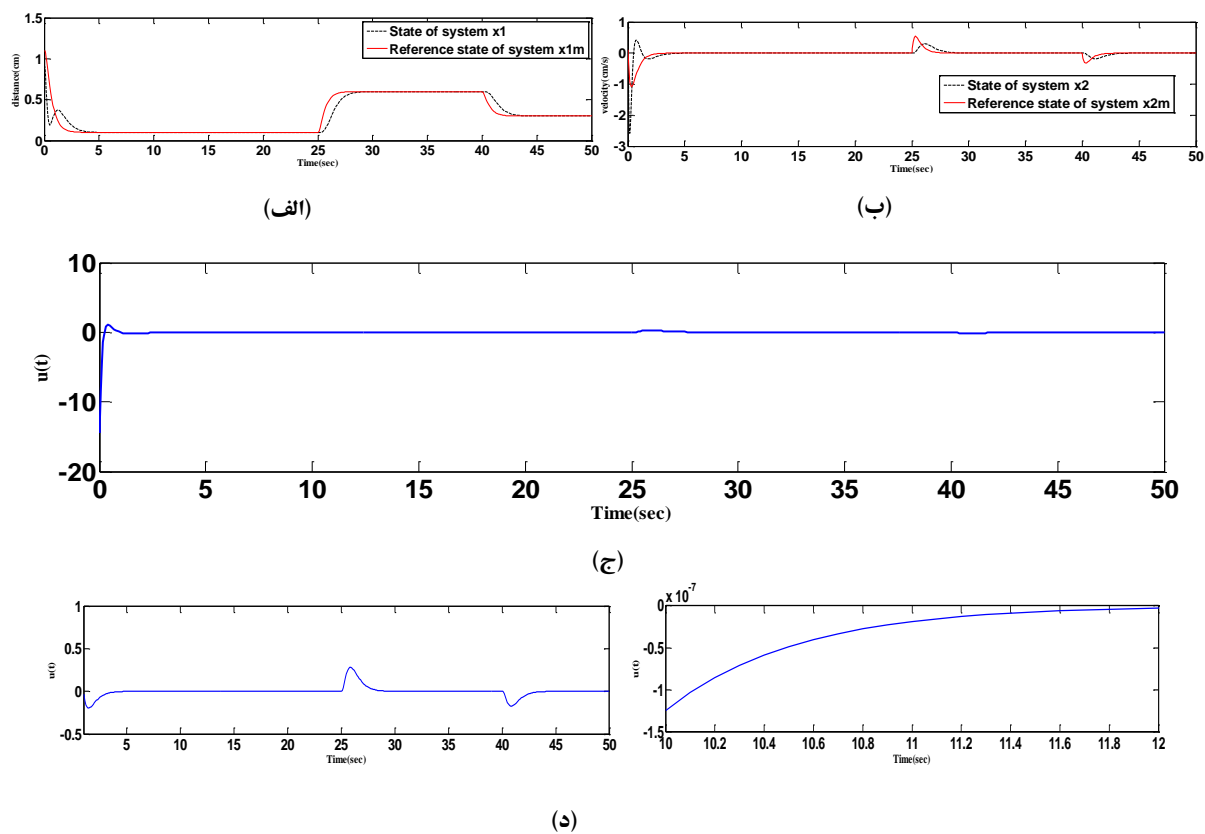 State of system x1
Reference state of system x1m
distance(cm)
1.5
1
0.5
0
0 5 10 15 20 25 30 35 40 45 50
Time(sec)
(الف)
State of system x2
Reference state of system x2m
velocity(cm/s)
1
0
-1
-2
-3
0 5 10 15 20 25 30 35 40 45 50
Time(sec)
(ب)
u(t)
10
0
-10
-20
0 5 10 15 20 25 30 35 40 45 50
Time(sec)
(ج)
u(t)
1
0.5
0
-0.5
5 10 15 20 25 30 35 40 45 50
Time(sec)
x 10^-7
u(t)
0
-0.5
-1
-1.5
10 10.2 10.4 10.6 10.8 11 11.2 11.4 11.6 11.8 12
Time(sec)
(د)